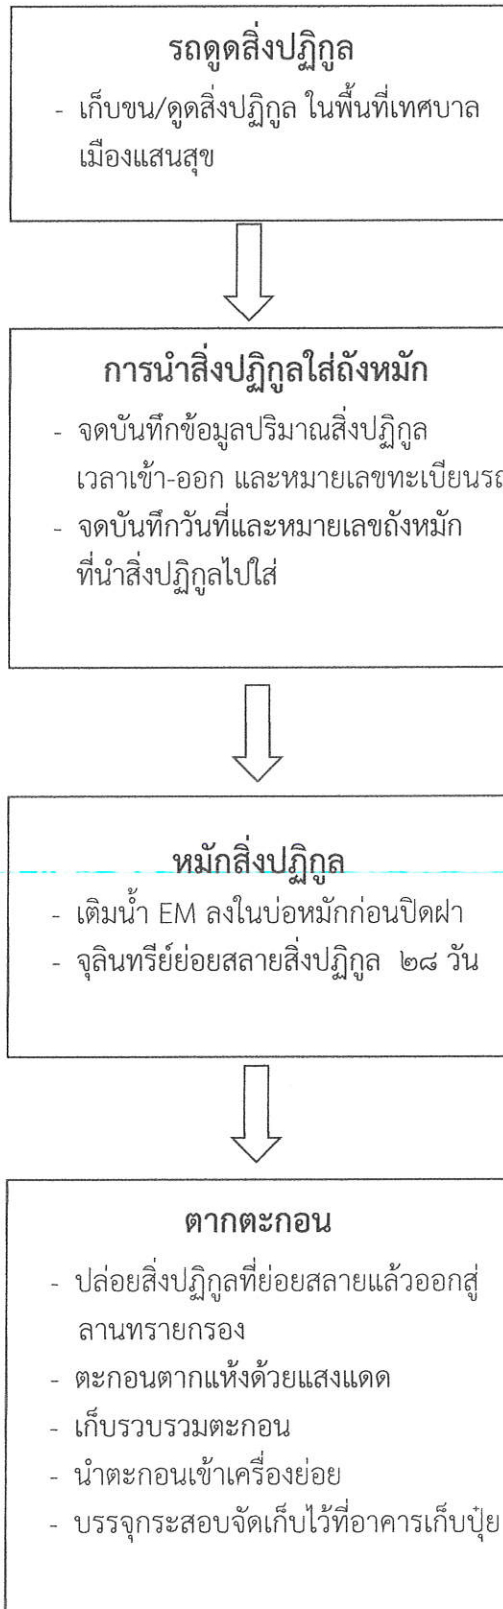 รถดูดสิ่งปฏิกูล
- เก็บขน/ดูดสิ่งปฏิกูล ในพื้นที่เทศบาล
เมืองแสนสุข
การนำสิ่งปฏิกูลใส่ถังหมัก
- จดบันทึกข้อมูลปริมาณสิ่งปฏิกูล
เวลาเข้า-ออก และหมายเลขทะเบียนรถ
- จดบันทึกวันที่และหมายเลขถังหมัก
ที่นำสิ่งปฏิกูลไปใส่
หมักสิ่งปฏิกูล
- เติมน้ำ EM ลงในบ่อหมักก่อนปิดฝา
- จุลินทรีย์ย่อยสลายสิ่งปฏิกูล ๒๘ วัน
ตากตะกอน
- ปล่อยสิ่งปฏิกูลที่ย่อยสลายแล้วออกสู่
ลานทรายกรอง
- ตะกอนตากแห้งด้วยแสงแดด
- เก็บรวบรวมตะกอน
- นำตะกอนเข้าเครื่องย่อย
- บรรจุกระสอบจัดเก็บไว้ที่อาคารเก็บปุ๋ย